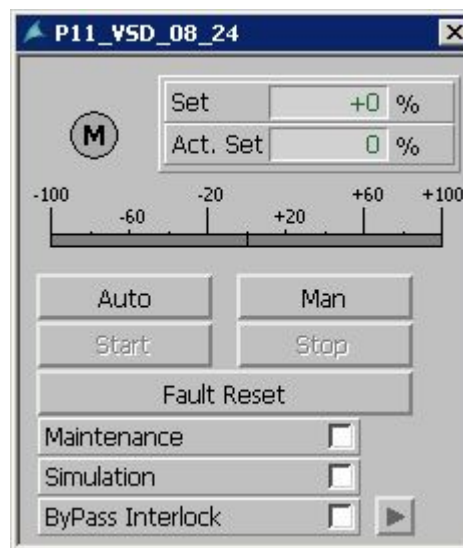 P11_VSD_08_24
Set +0 %
M
Act. Set 0 %
-100 -20 +60 +100
-60 +20
Auto Man
Start Stop
Fault Reset
Maintenance
Simulation
ByPass Interlock